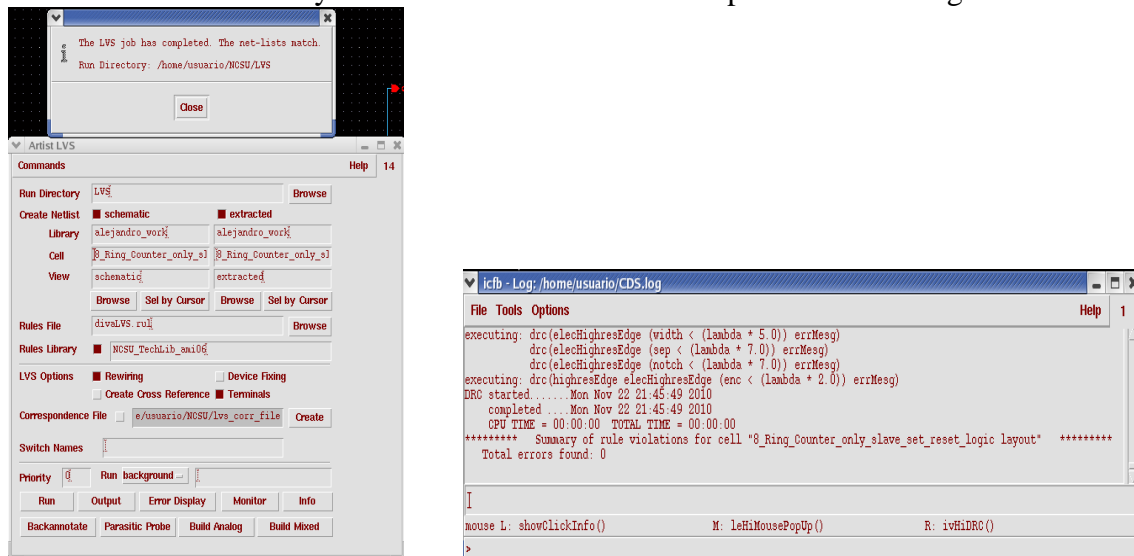 The LVS job has completed. The net-lists match.
Run Directory: /home/usuario/NCSU/LVS
Close
Artist LVS
Commands Help 14
Run Directory LVS Browse
Create Netlist schematic extracted
Library alejandro_work alejandro_work
Cell 8_Ring_Counter_only_sl 8_Ring_Counter_only_sl
View schematic extracted
Browse Sel by Cursor Browse Sel by Cursor
Rules File divaLVS.rul Browse
Rules Library NCSU_TechLib_ami06
LVS Options Rewiring Device Fixing
Create Cross Reference Terminals
Correspondence File e/usuario/NCSU/lvs_corr_file Create
Switch Names
Priority 0 Run background
Run Output Error Display Monitor Info
Backannotate Parasitic Probe Build Analog Build Mixed
icfb - Log: /home/usuario/CDS.log
File Tools Options Help 1
executing: drc(elecHighresEdge (width < (lambda * 5.0)) errMesg)
drc(elecHighresEdge (sep < (lambda * 7.0)) errMesg)
drc(elecHighresEdge (notch < (lambda * 7.0)) errMesg)
executing: drc(highresEdge elecHighresEdge (enc < (lambda * 2.0)) errMesg)
DRC started.......Mon Nov 22 21:45:49 2010
completed ....Mon Nov 22 21:45:49 2010
CPU TIME = 00:00:00 TOTAL TIME = 00:00:00
********* Summary of rule violations for cell "8_Ring_Counter_only_slave_set_reset_logic layout" *********
Total errors found: 0
mouse L: showClickInfo() M: leHiMousePopUp() R: ivHiDRC()
>